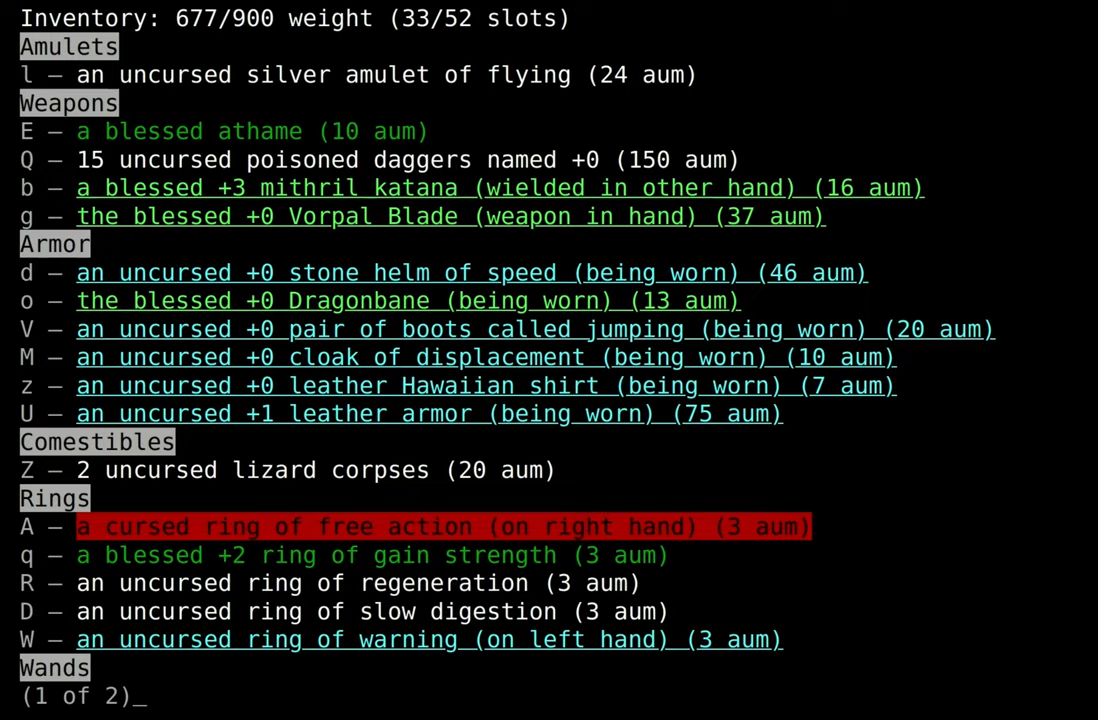 Inventory: 677/900 weight (33/52 slots)
Amulets
l – an uncursed silver amulet of flying (24 aum)
Weapons
E – a blessed athame (10 aum)
Q – 15 uncursed poisoned daggers named +0 (150 aum)
b – a blessed +3 mithril katana (wielded in other hand) (16 aum)
g – the blessed +0 Vorpal Blade (weapon in hand) (37 aum)
Armor
d – an uncursed +0 stone helm of speed (being worn) (46 aum)
o – the blessed +0 Dragonbane (being worn) (13 aum)
V – an uncursed +0 pair of boots called jumping (being worn) (20 aum)
M – an uncursed +0 cloak of displacement (being worn) (10 aum)
z – an uncursed +0 leather Hawaiian shirt (being worn) (7 aum)
U – an uncursed +1 leather armor (being worn) (75 aum)
Comestibles
Z – 2 uncursed lizard corpses (20 aum)
Rings
A – a cursed ring of free action (on right hand) (3 aum)
q – a blessed +2 ring of gain strength (3 aum)
R – an uncursed ring of regeneration (3 aum)
D – an uncursed ring of slow digestion (3 aum)
W – an uncursed ring of warning (on left hand) (3 aum)
Wands
(1 of 2)_